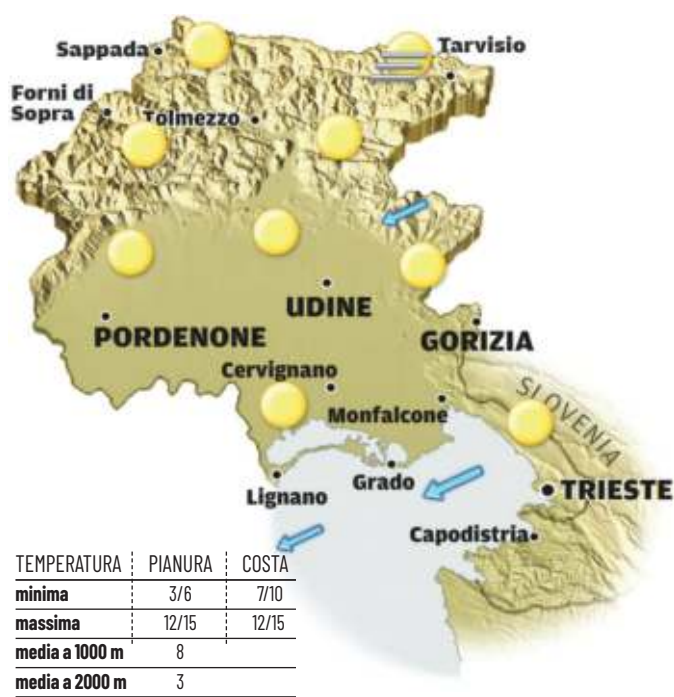 Sappada
Tarvisio
Forni di
Sopra
Tolmezzo
UDINE
PORDENONE
GORIZIA
Cervignano
SLOVENIA
Monfalcone
Grado
Lignano
TRIESTE
Capodistria
TEMPERATURA PIANURA COSTA
minima 3/6 7/10
massima 12/15 12/15
media a 1000 m 8
media a 2000 m 3